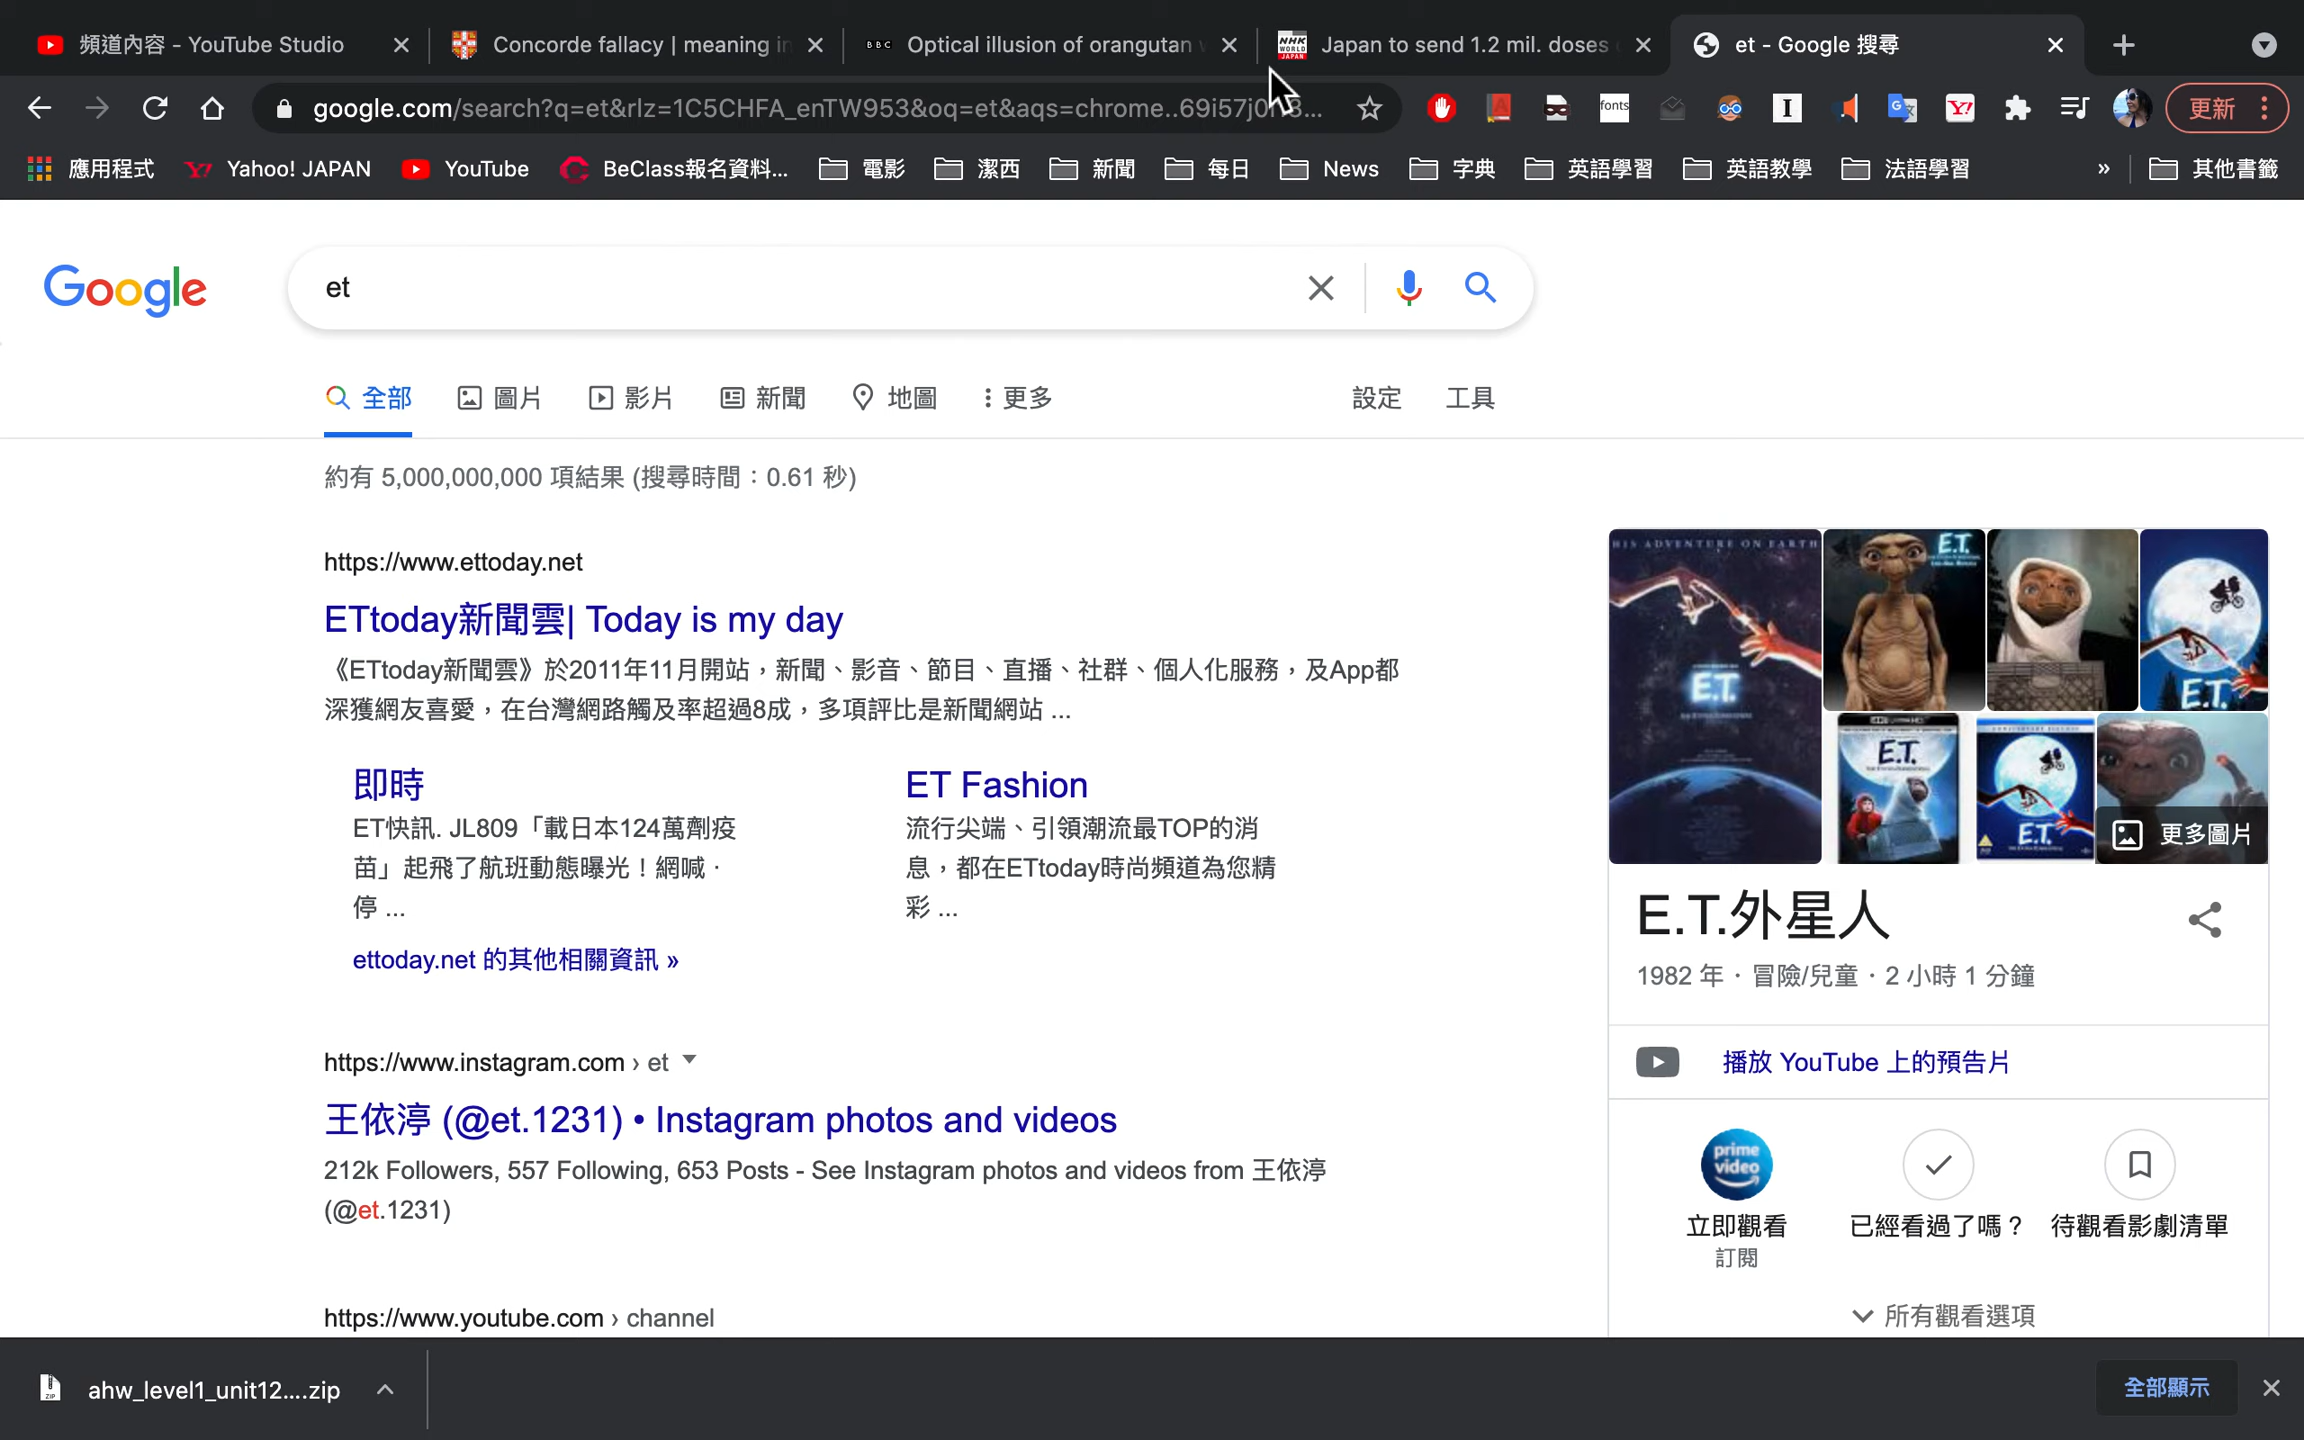 頻道內容 - YouTube Studio
Concorde fallacy | meaning in
BBC
Optical illusion of orangutan
NHK WORLD JAPAN
Japan to send 1.2 mil. doses
et - Google 搜尋
google.com/search?q=et&rlz=1C5CHFA_enTW953&oq=et&aqs=chrome..69i57j0i13...
fonts
更新
應用程式
Yahoo! JAPAN
YouTube
BeClass報名資料...
電影
潔西
新聞
每日
News
字典
英語學習
英語教學
法語學習
»
其他書籤
Google
et
全部
圖片
影片
新聞
地圖
更多
設定
工具
約有 5,000,000,000 項結果 (搜尋時間：0.61 秒)
https://www.ettoday.net
ETtoday新聞雲| Today is my day
《ETtoday新聞雲》於2011年11月開站，新聞、影音、節目、直播、社群、個人化服務，及App都
深獲網友喜愛，在台灣網路觸及率超過8成，多項評比是新聞網站 ...
即時
ET快訊. JL809「載日本124萬劑疫
苗」起飛了航班動態曝光！網喊 ·
停 ...
ET Fashion
流行尖端、引領潮流最TOP的消
息，都在ETtoday時尚頻道為您精
彩 ...
ettoday.net 的其他相關資訊 »
https://www.instagram.com › et
王依渟 (@et.1231) • Instagram photos and videos
212k Followers, 557 Following, 653 Posts - See Instagram photos and videos from 王依渟
(@et.1231)
https://www.youtube.com › channel
HIS ADVENTURE ON EARTH
E.T.
E.T.
E.T.
E.T.
E.T.
更多圖片
E.T.外星人
1982 年 · 冒險/兒童 · 2 小時 1 分鐘
播放 YouTube 上的預告片
prime video
立即觀看
訂閱
已經看過了嗎？
待觀看影劇清單
所有觀看選項
ahw_level1_unit12....zip
全部顯示